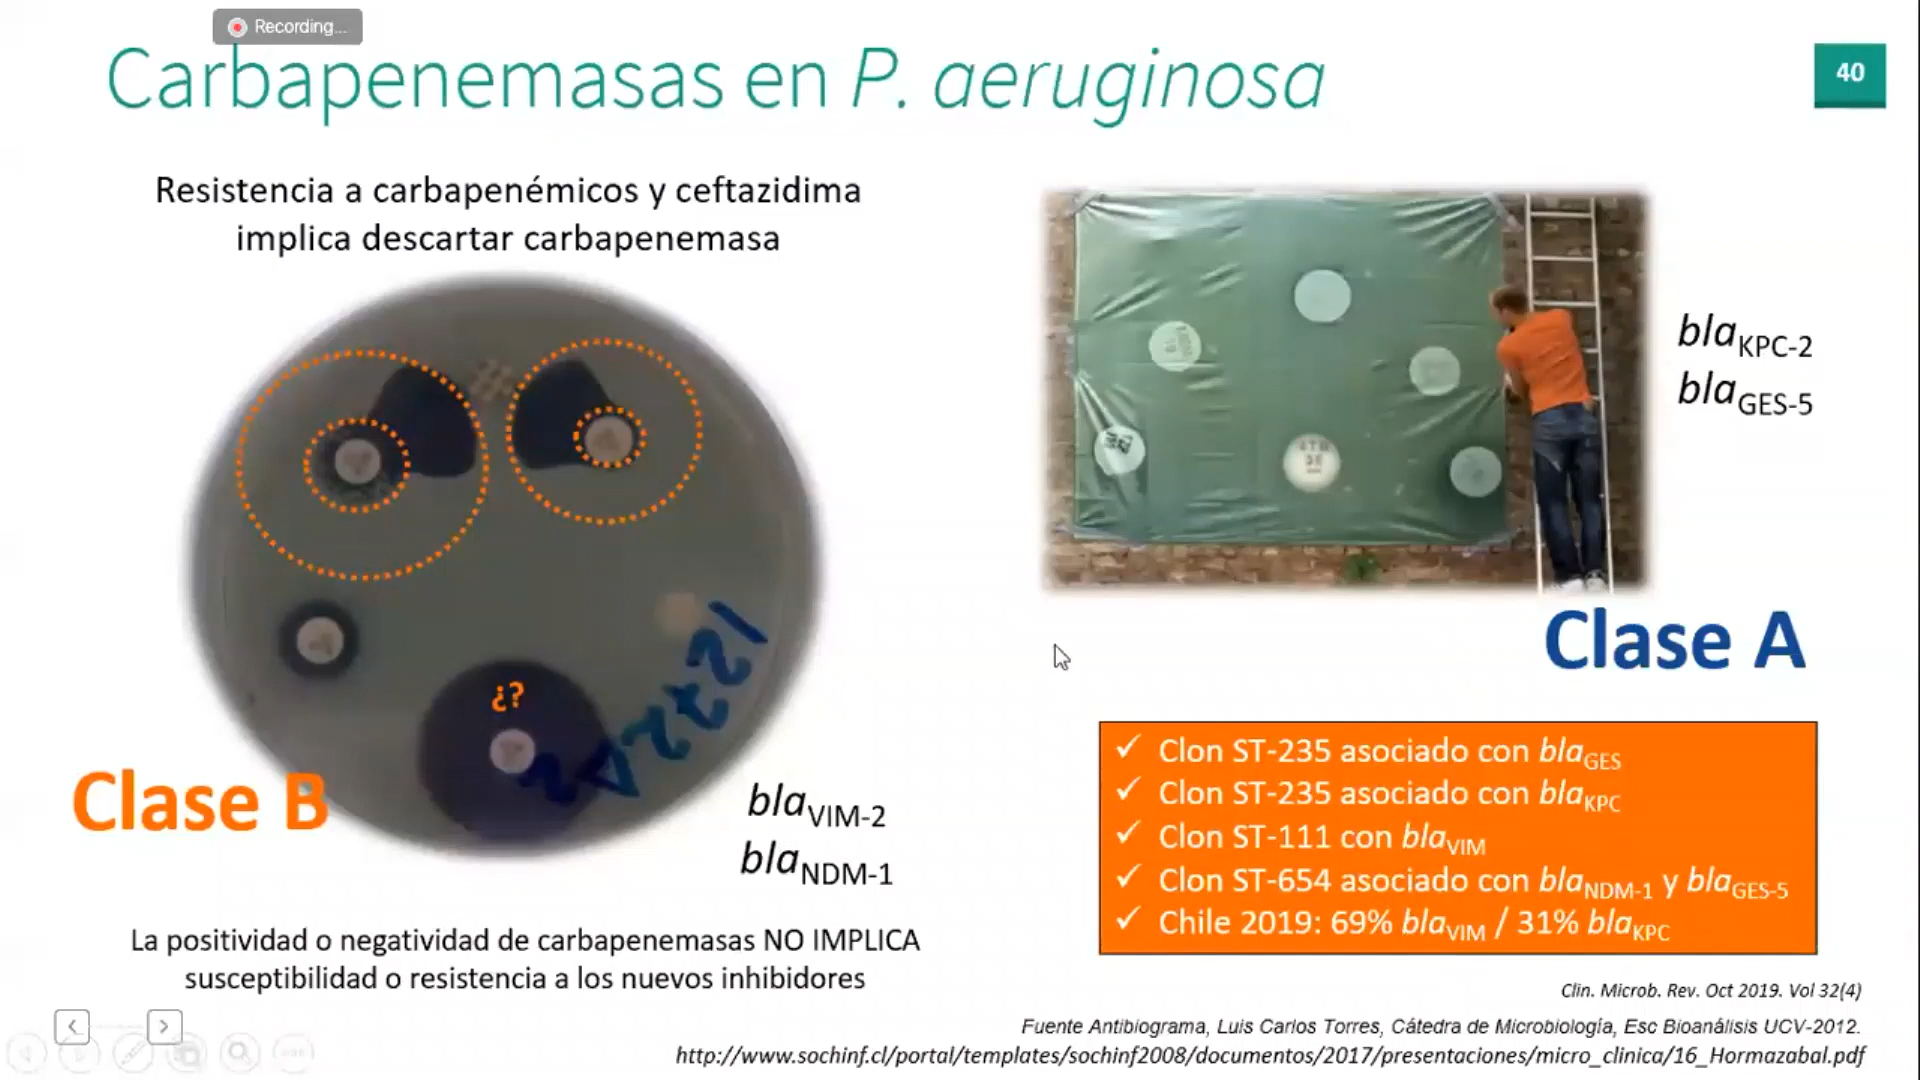 Recording...
Carbapenemasas en P. aeruginosa
40
Resistencia a carbapenémicos y ceftazidima
implica descartar carbapenemasa
#
¿?
12722
Clase B
blaVIM-2
blaNDM-1
La positividad o negatividad de carbapenemasas NO IMPLICA
susceptibilidad o resistencia a los nuevos inhibidores
ATM
30
blaKPC-2
blaGES-5
Clase A
✓ Clon ST-235 asociado con blaGES
✓ Clon ST-235 asociado con blaKPC
✓ Clon ST-111 con blaVIM
✓ Clon ST-654 asociado con blaNDM-1 y blaGES-5
✓ Chile 2019: 69% blaVIM / 31% blaKPC
Clin. Microb. Rev. Oct 2019. Vol 32(4)
Fuente Antibiograma, Luis Carlos Torres, Cátedra de Microbiología, Esc Bioanálisis UCV-2012.
http://www.sochinf.cl/portal/templates/sochinf2008/documentos/2017/presentaciones/micro_clinica/16_Hormazabal.pdf